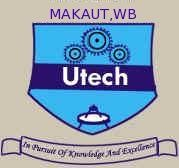 MAKAUT,WB
Utech
In Pursuit Of Knowledge And Excellence